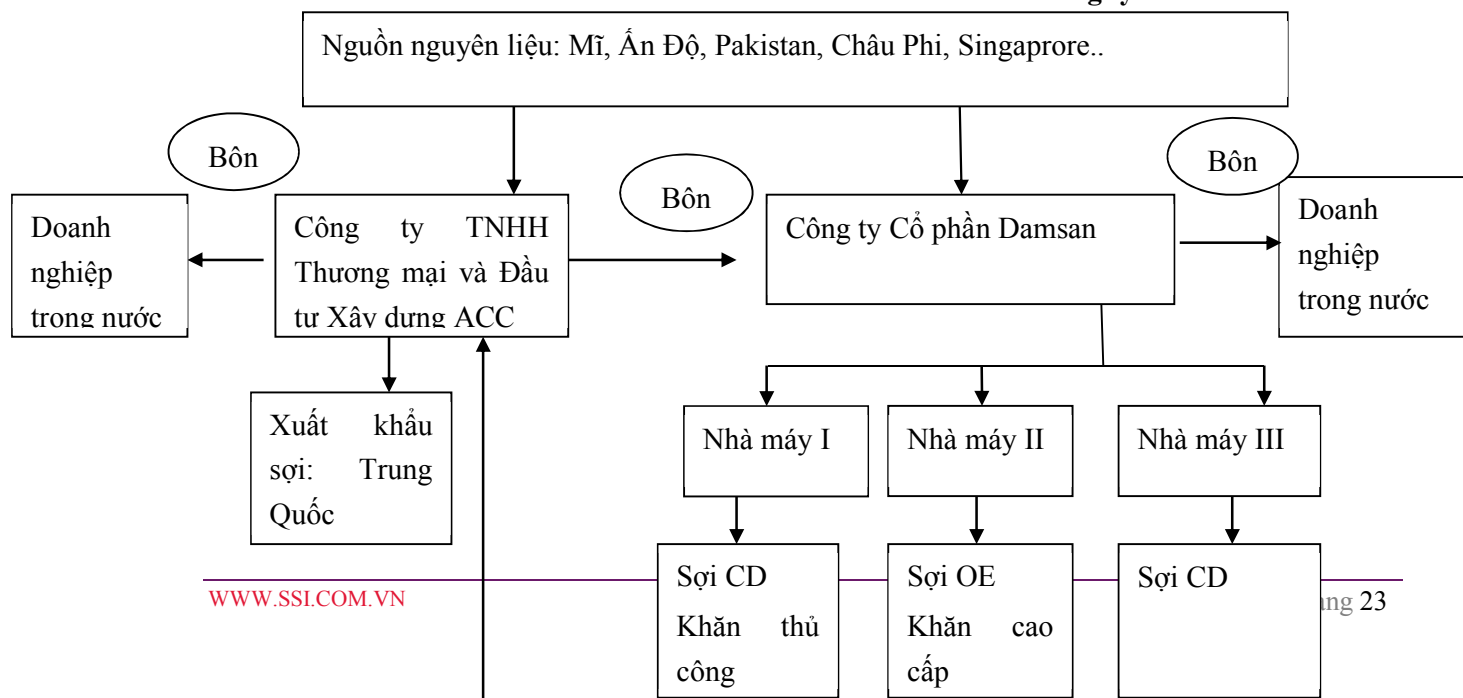 Nguồn nguyên liệu: Mĩ, Ấn Độ, Pakistan, Châu Phi, Singaprore..
Bôn
Bôn
Bôn
Doanh
nghiệp
trong nước
Công ty TNHH
Thương mại và Đầu
tư Xây dựng ACC
Công ty Cổ phần Damsan
Doanh
nghiệp
trong nước
Xuất khẩu
sợi: Trung
Quốc
Nhà máy I
Nhà máy II
Nhà máy III
Sợi CD
Khăn thủ
công
Sợi OE
Khăn cao
cấp
Sợi CD
WWW.SSI.COM.VN
23